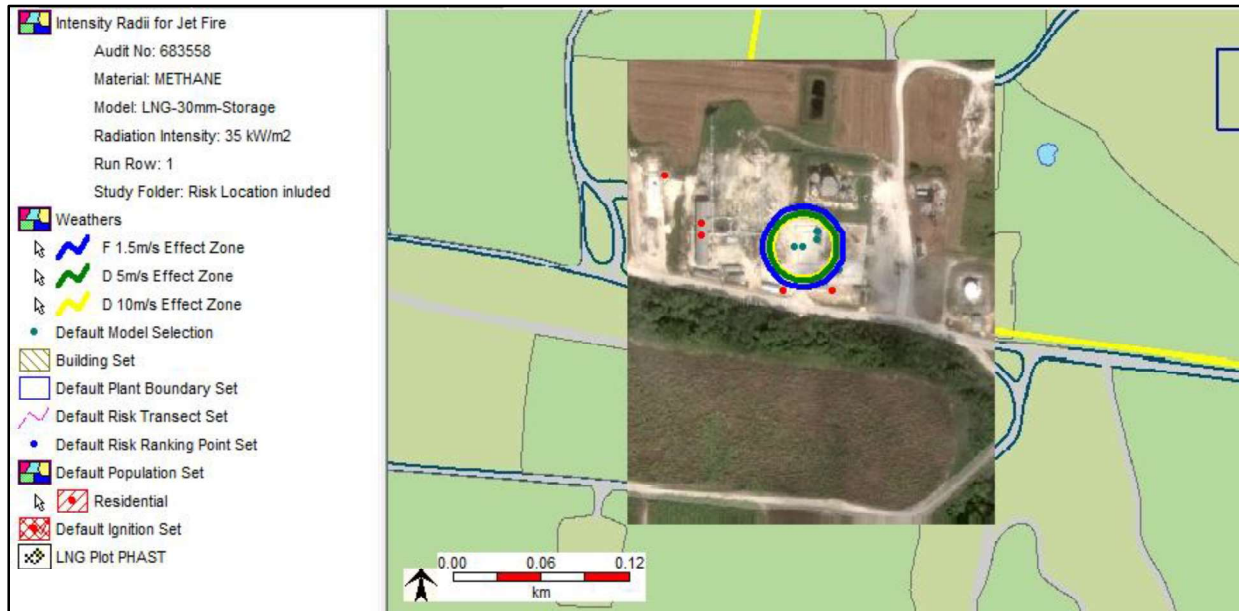 Intensity Radii for Jet Fire
Audit No: 683558
Material: METHANE
Model: LNG-30mm-Storage
Radiation Intensity: 35 kW/m2
Run Row: 1
Study Folder: Risk Location inluded
Weathers
F 1.5m/s Effect Zone
D 5m/s Effect Zone
D 10m/s Effect Zone
Default Model Selection
Building Set
Default Plant Boundary Set
Default Risk Transect Set
Default Risk Ranking Point Set
Default Population Set
Residential
Default Ignition Set
LNG Plot PHAST
0.00 0.06 0.12
km